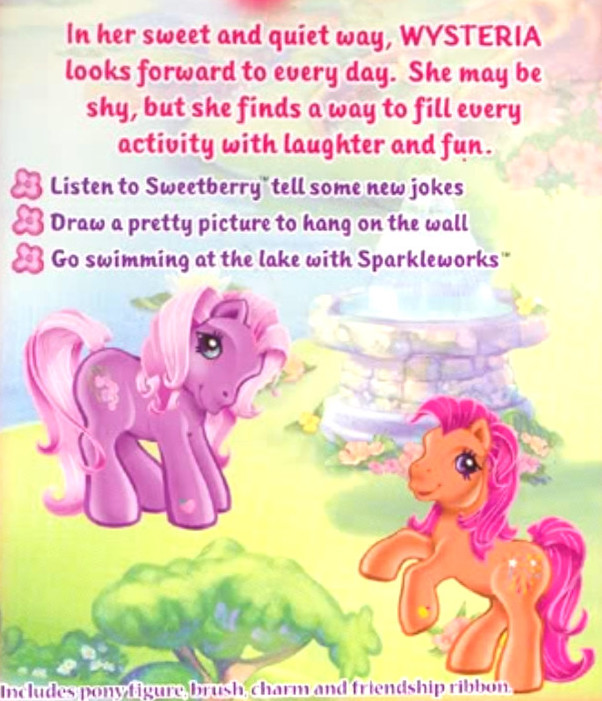 In her sweet and quiet way, WYSTERIA
looks forward to every day. She may be
shy, but she finds a way to fill every
activity with laughter and fun.
Listen to Sweetberry™ tell some new jokes
Draw a pretty picture to hang on the wall
Go swimming at the lake with Sparkleworks™
Includes pony figure, brush, charm and friendship ribbon.